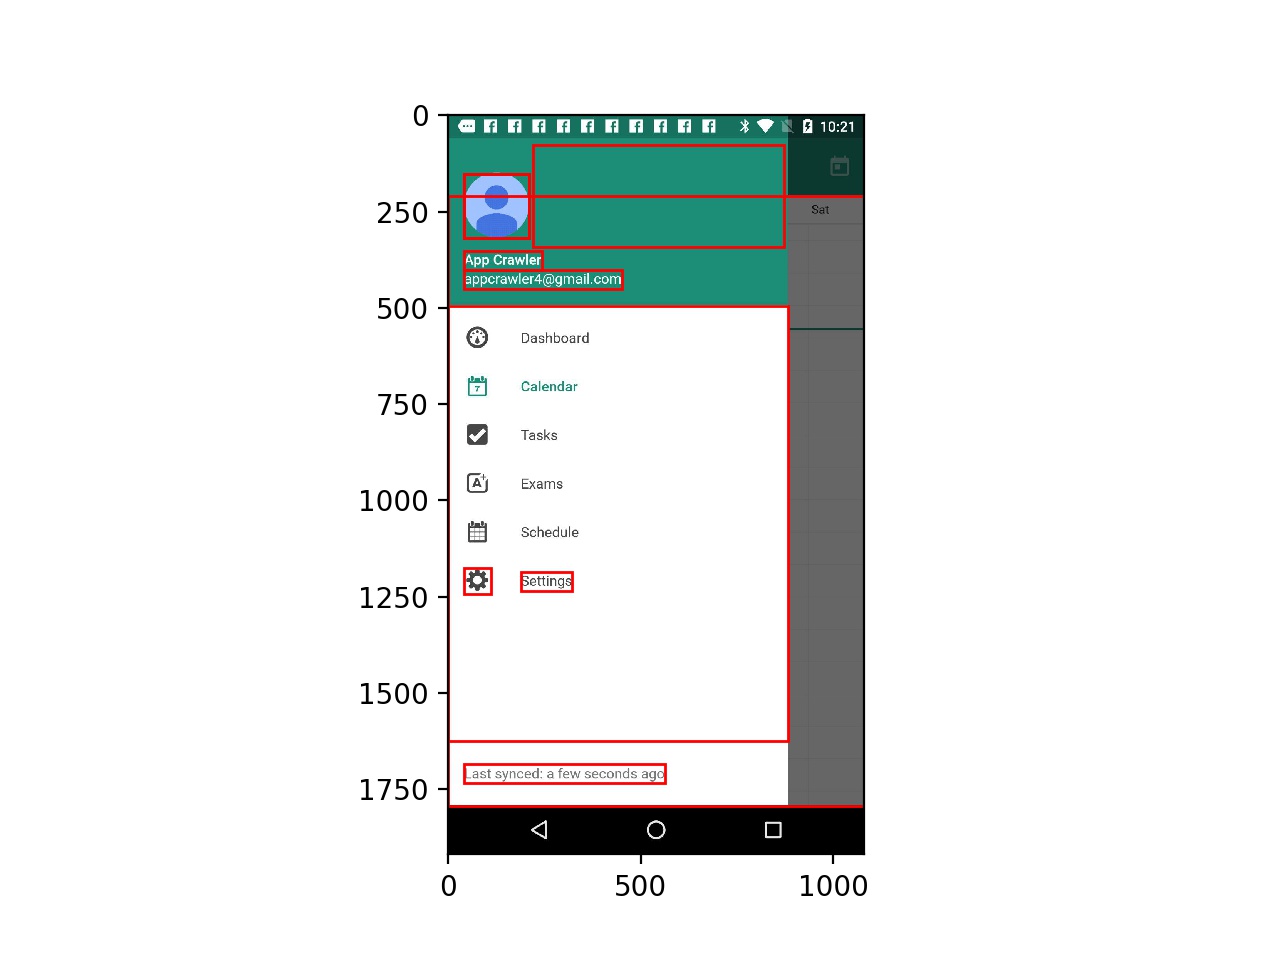 0
250
500
750
1000
1250
1500
1750
0
500
1000
10:21
Sat
App Crawler
appcrawler4@gmail.com
Dashboard
7
Calendar
Tasks
A+
Exams
Schedule
Settings
Last synced: a few seconds ago